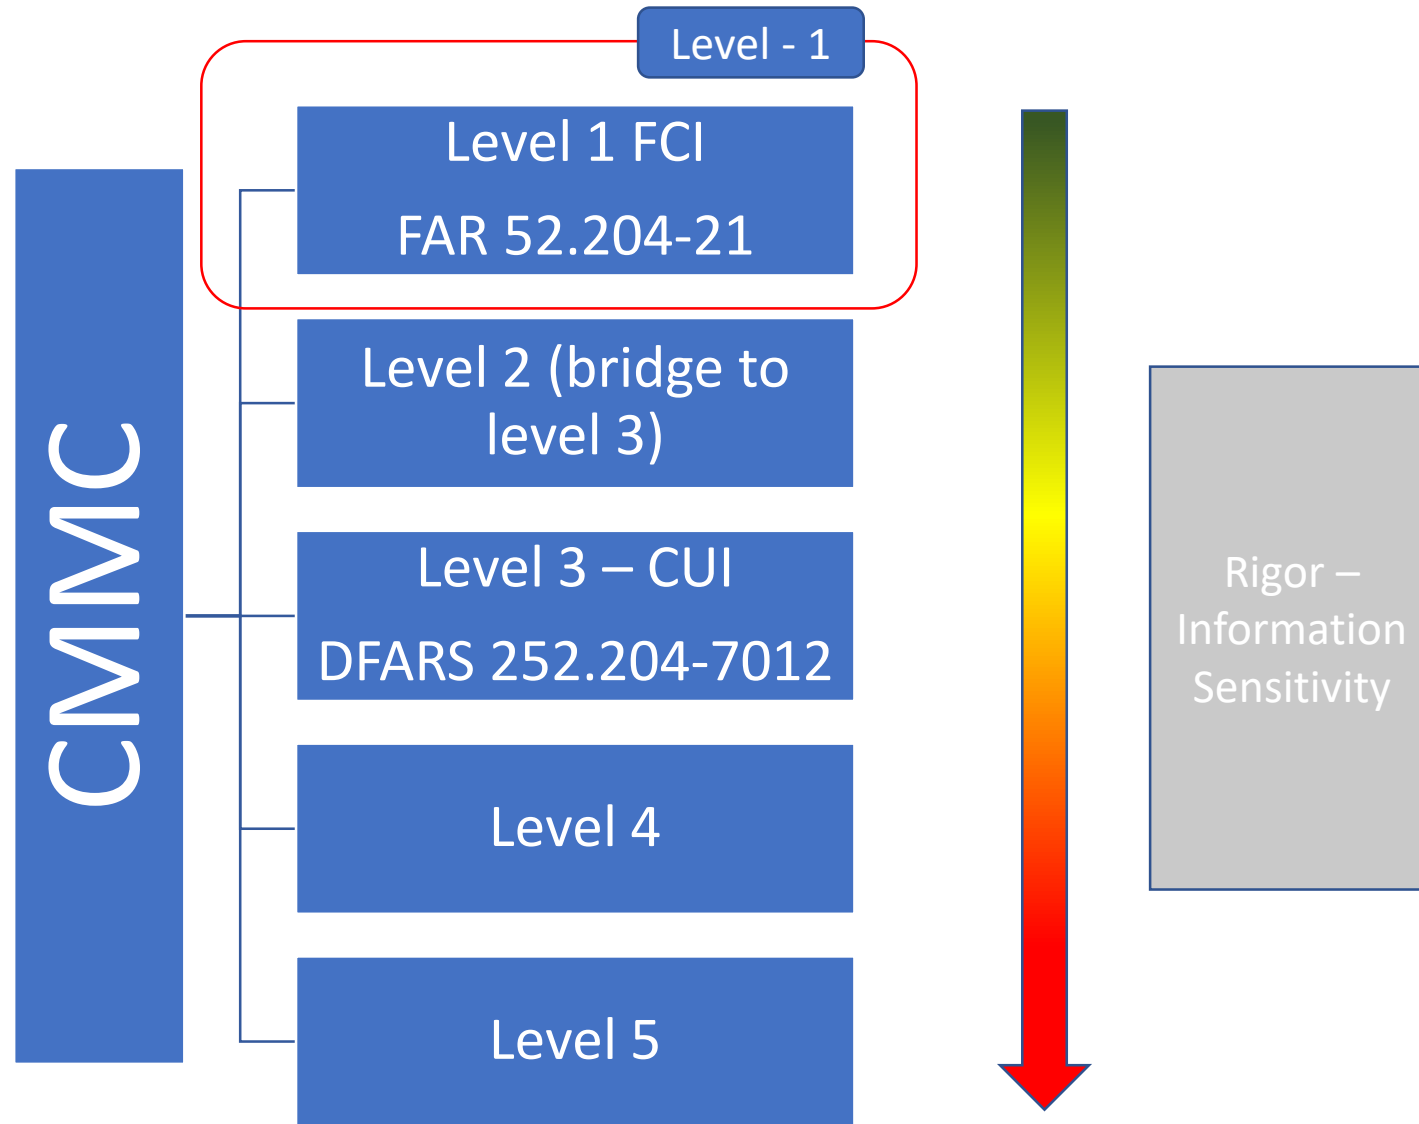 Level - 1
Level 1 FCI
FAR 52.204-21
Level 2 (bridge to
level 3)
CMMC
Level 3 – CUI
DFARS 252.204-7012
Level 4
Level 5
Rigor –
Information
Sensitivity